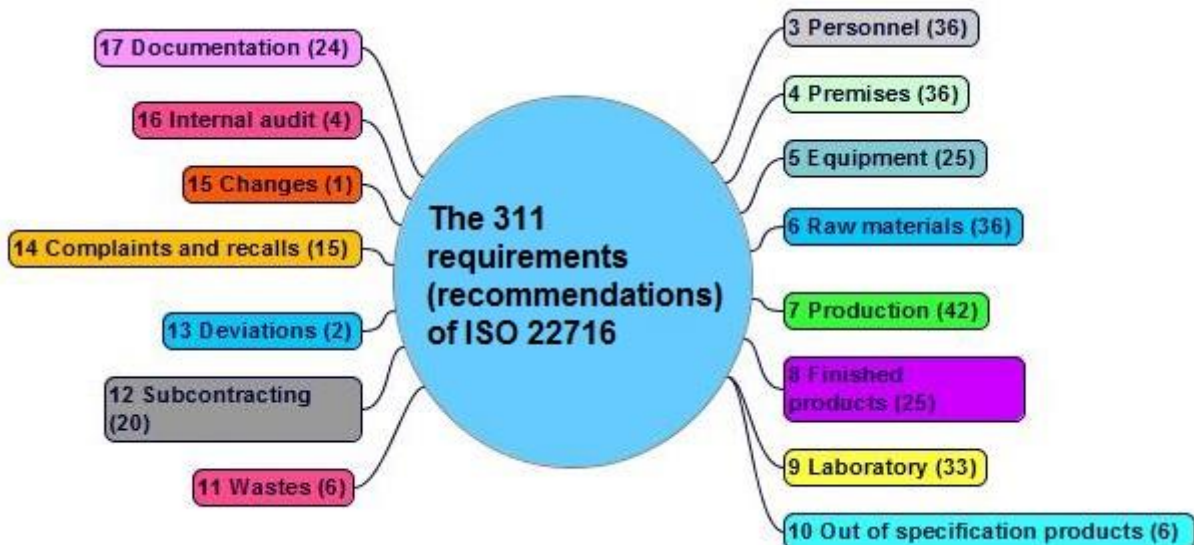 The 311
requirements
(recommendations)
of ISO 22716
3 Personnel (36)
4 Premises (36)
5 Equipment (25)
6 Raw materials (36)
7 Production (42)
8 Finished
products (25)
9 Laboratory (33)
10 Out of specification products (6)
11 Wastes (6)
12 Subcontracting
(20)
13 Deviations (2)
14 Complaints and recalls (15)
15 Changes (1)
16 Internal audit (4)
17 Documentation (24)